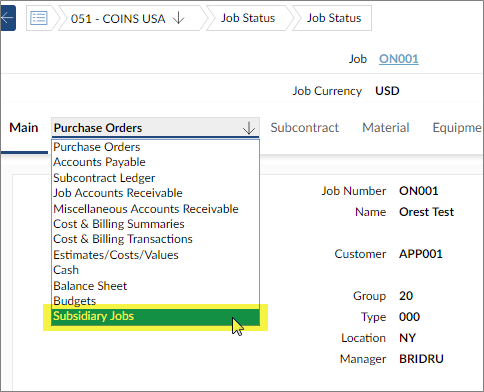 051 - COINS USA Job Status Job Status
Job ON001
Job Currency USD
Main Purchase Orders Subcontract Material Equipme
Purchase Orders
Accounts Payable
Subcontract Ledger
Job Accounts Receivable
Miscellaneous Accounts Receivable
Cost & Billing Summaries
Cost & Billing Transactions
Estimates/Costs/Values
Cash
Balance Sheet
Budgets
Subsidiary Jobs
Job Number ON001
Name Orest Test
Customer APP001
Group 20
Type 000
Location NY
Manager BRIDRU